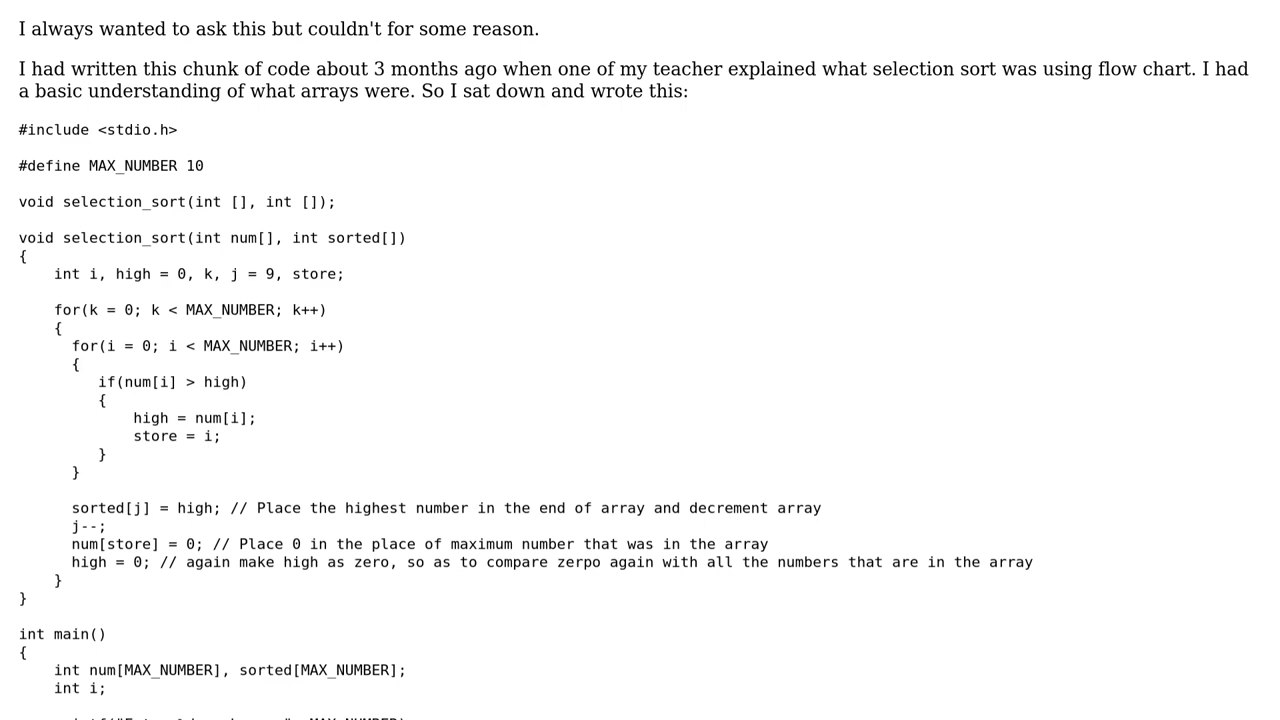 I always wanted to ask this but couldn't for some reason.
I had written this chunk of code about 3 months ago when one of my teacher explained what selection sort was using flow chart. I had
a basic understanding of what arrays were. So I sat down and wrote this:
#include <stdio.h>
#define MAX_NUMBER 10
void selection_sort(int [], int []);
void selection_sort(int num[], int sorted[])
{
    int i, high = 0, k, j = 9, store;
    for(k = 0; k < MAX_NUMBER; k++)
    {
      for(i = 0; i < MAX_NUMBER; i++)
      {
         if(num[i] > high)
         {
             high = num[i];
             store = i;
         }
      }
      sorted[j] = high; // Place the highest number in the end of array and decrement array
      j--;
      num[store] = 0; // Place 0 in the place of maximum number that was in the array
      high = 0; // again make high as zero, so as to compare zerpo again with all the numbers that are in the array
    }
}
int main()
{
    int num[MAX_NUMBER], sorted[MAX_NUMBER];
    int i;